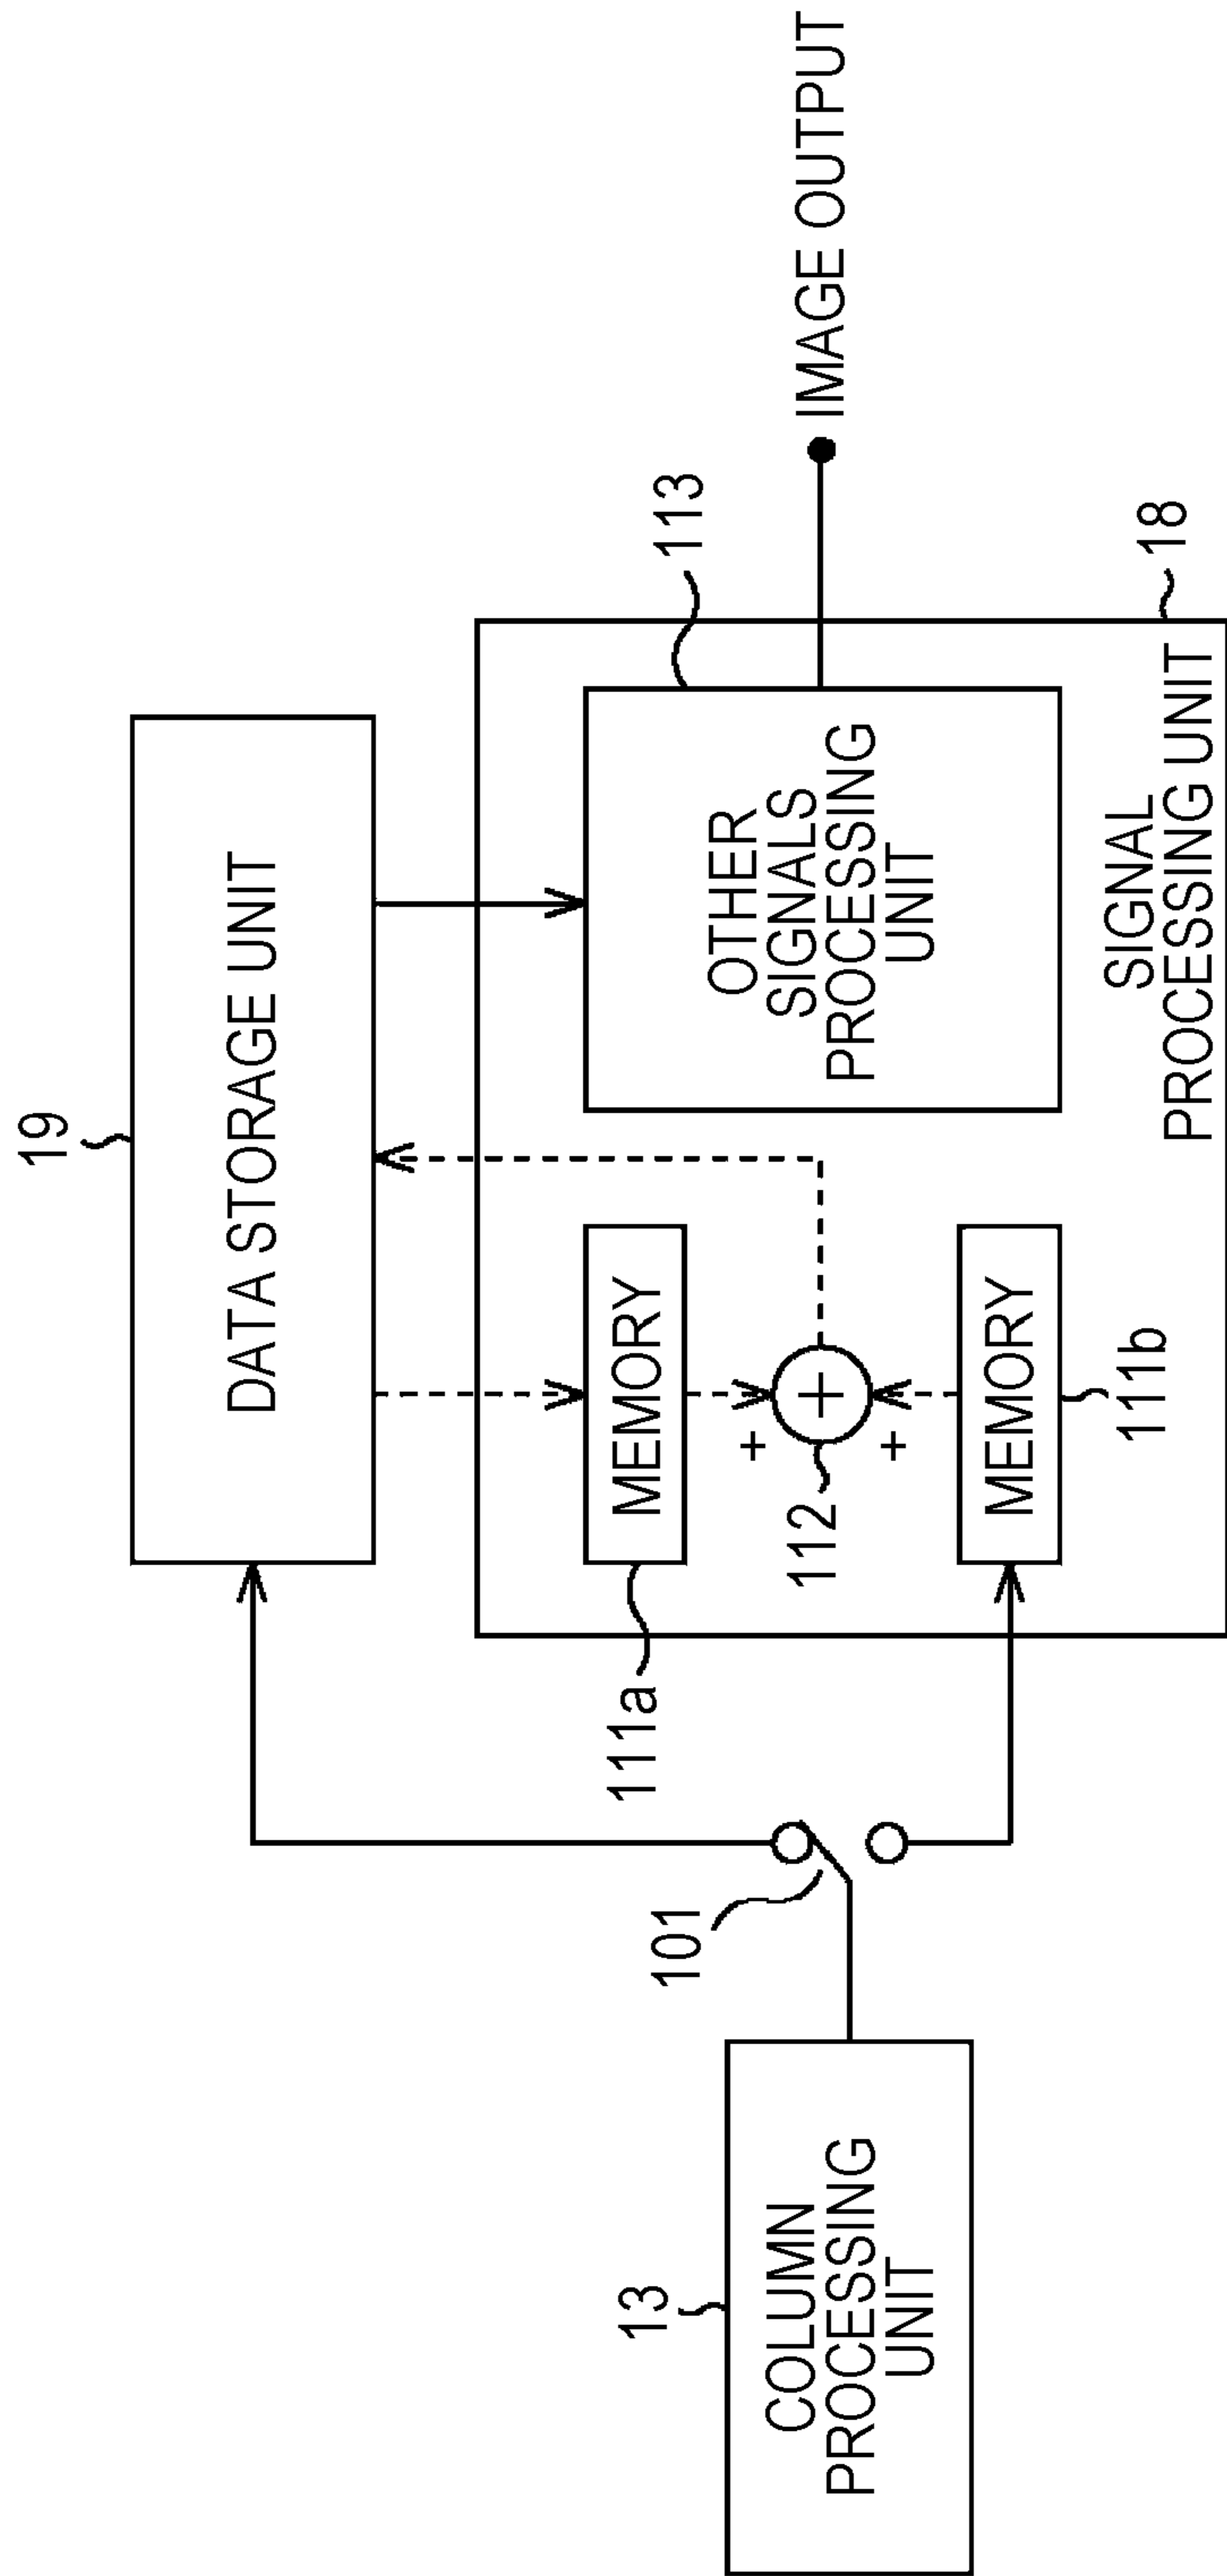 19
DATA STORAGE UNIT
13
COLUMN
PROCESSING
UNIT
101
111a
MEMORY
112
+
+
+
MEMORY
111b
113
OTHER
SIGNALS
PROCESSING
UNIT
SIGNAL
PROCESSING UNIT
18
IMAGE OUTPUT